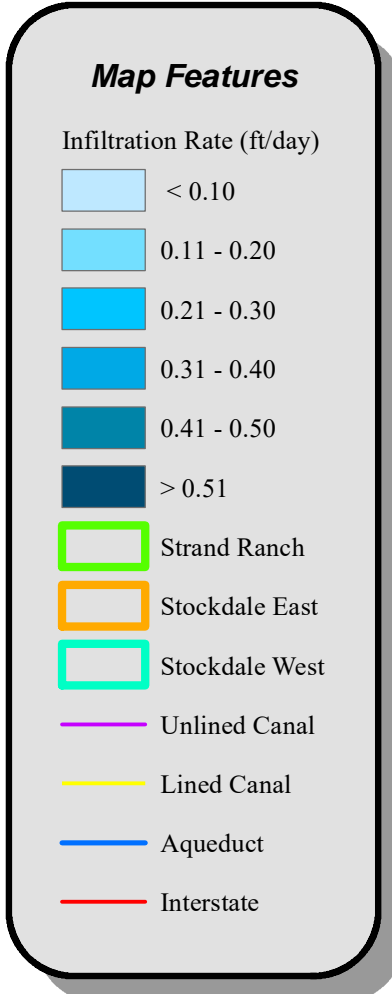 Map Features
Infiltration Rate (ft/day)
< 0.10
0.11 - 0.20
0.21 - 0.30
0.31 - 0.40
0.41 - 0.50
> 0.51
Strand Ranch
Stockdale East
Stockdale West
Unlined Canal
Lined Canal
Aqueduct
Interstate